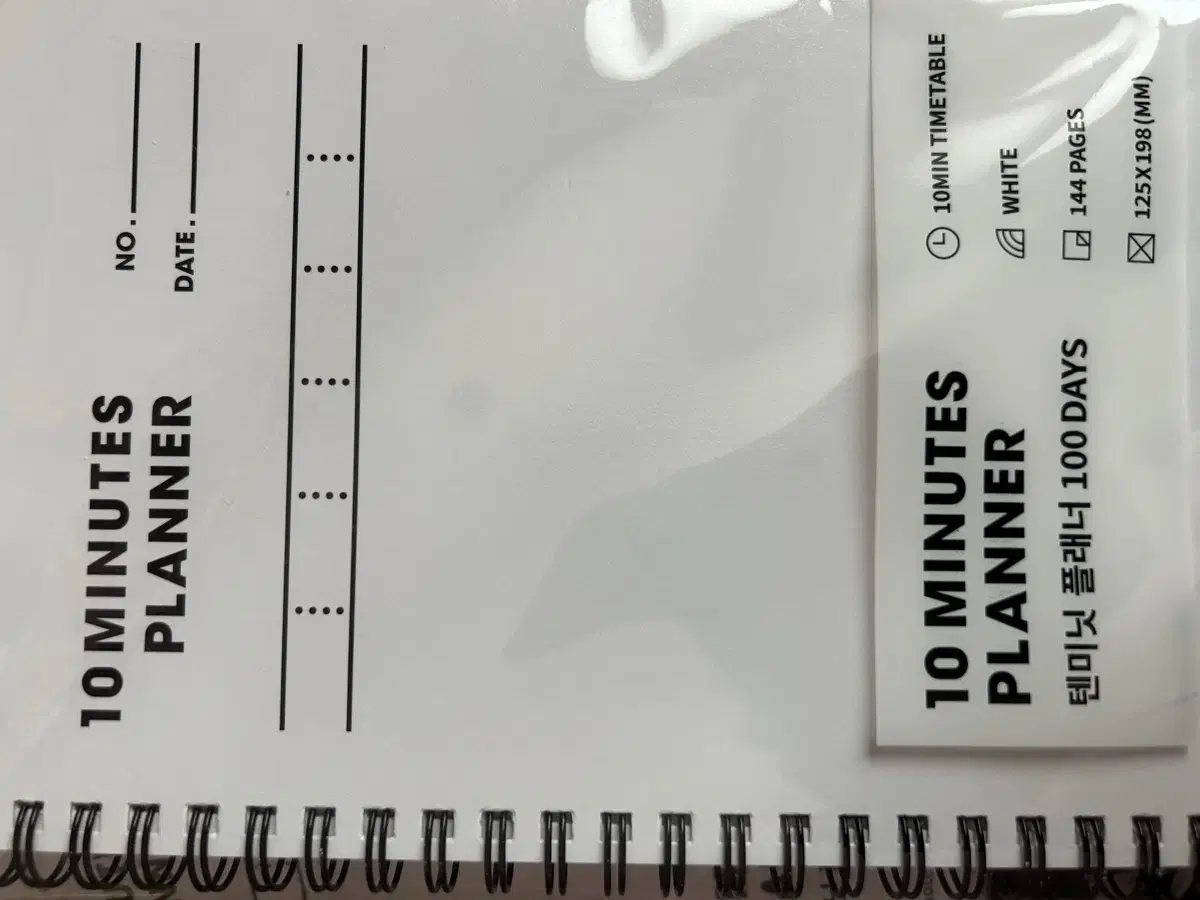 10 MINUTES
PLANNER
NO.
DATE.
10 MINUTES
PLANNER
텐미닛 플래너 100 DAYS
10MIN TIMETABLE
WHITE
144 PAGES
125X198(MM)